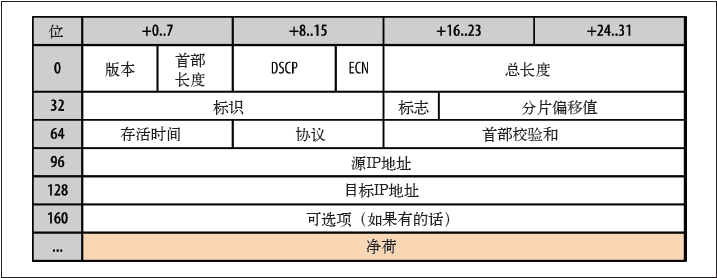 位 +0..7 +8..15 +16..23 +24..31
0 版本 首部 长度 DSCP ECN 总长度
32 标识 标志 分片偏移值
64 存活时间 协议 首部校验和
96 源IP地址
128 目标IP地址
160 可选项（如果有的话）
... 净荷